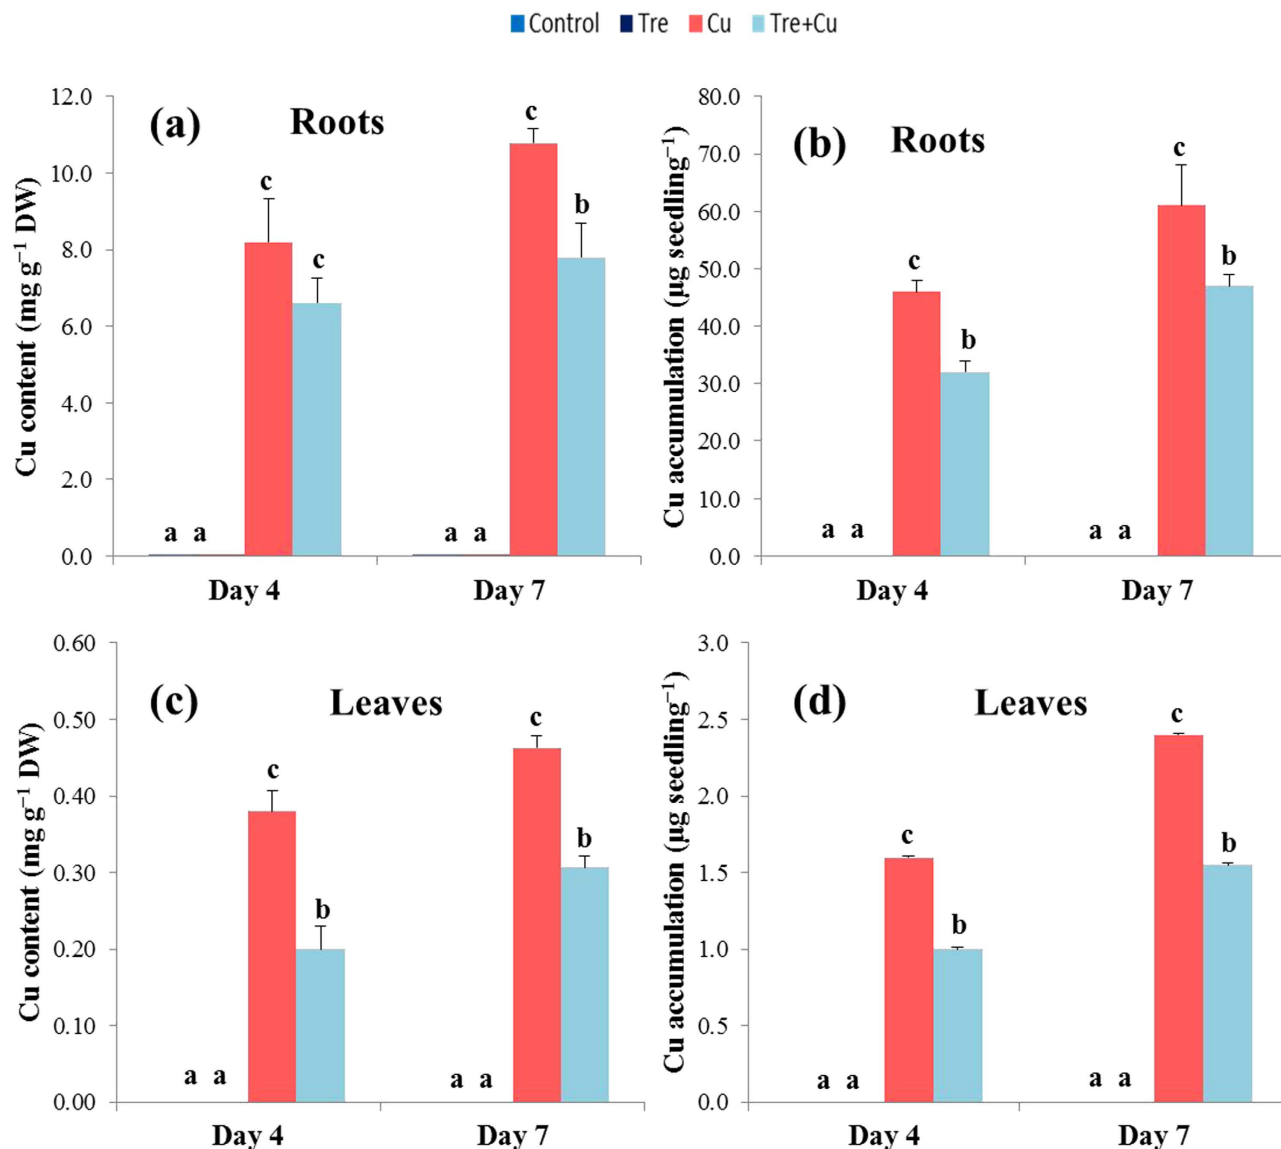 Control Tre Cu Tre+Cu
(a) Roots
Cu content (mg g⁻¹ DW)
12.0
10.0
8.0
6.0
4.0
2.0
0.0
a a c c
a a c b
Day 4 Day 7
(b) Roots
Cu accumulation (µg seedling⁻¹)
80.0
70.0
60.0
50.0
40.0
30.0
20.0
10.0
0.0
a a c b
a a c b
Day 4 Day 7
(c) Leaves
Cu content (mg g⁻¹ DW)
0.60
0.50
0.40
0.30
0.20
0.10
0.00
a a c b
a a c b
Day 4 Day 7
(d) Leaves
Cu accumulation (µg seedling⁻¹)
3.0
2.5
2.0
1.5
1.0
0.5
0.0
a a c b
a a c b
Day 4 Day 7